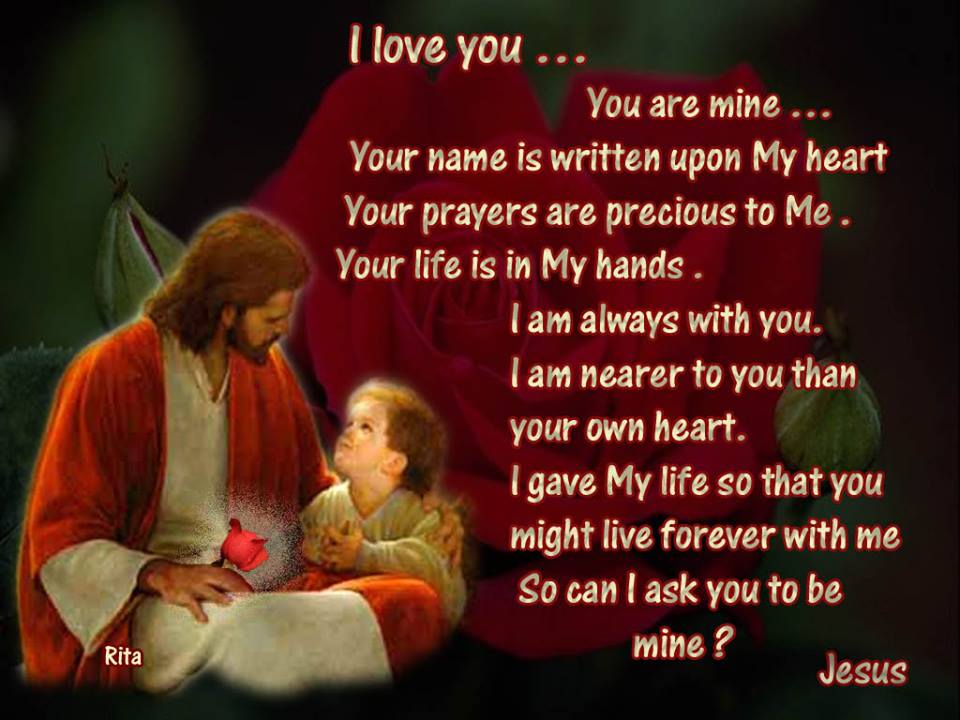 I love you ...
You are mine ...
Your name is written upon My heart
Your prayers are precious to Me .
Your life is in My hands .
I am always with you.
I am nearer to you than
your own heart.
I gave My life so that you
might live forever with me
So can I ask you to be
mine ?
Jesus
Rita